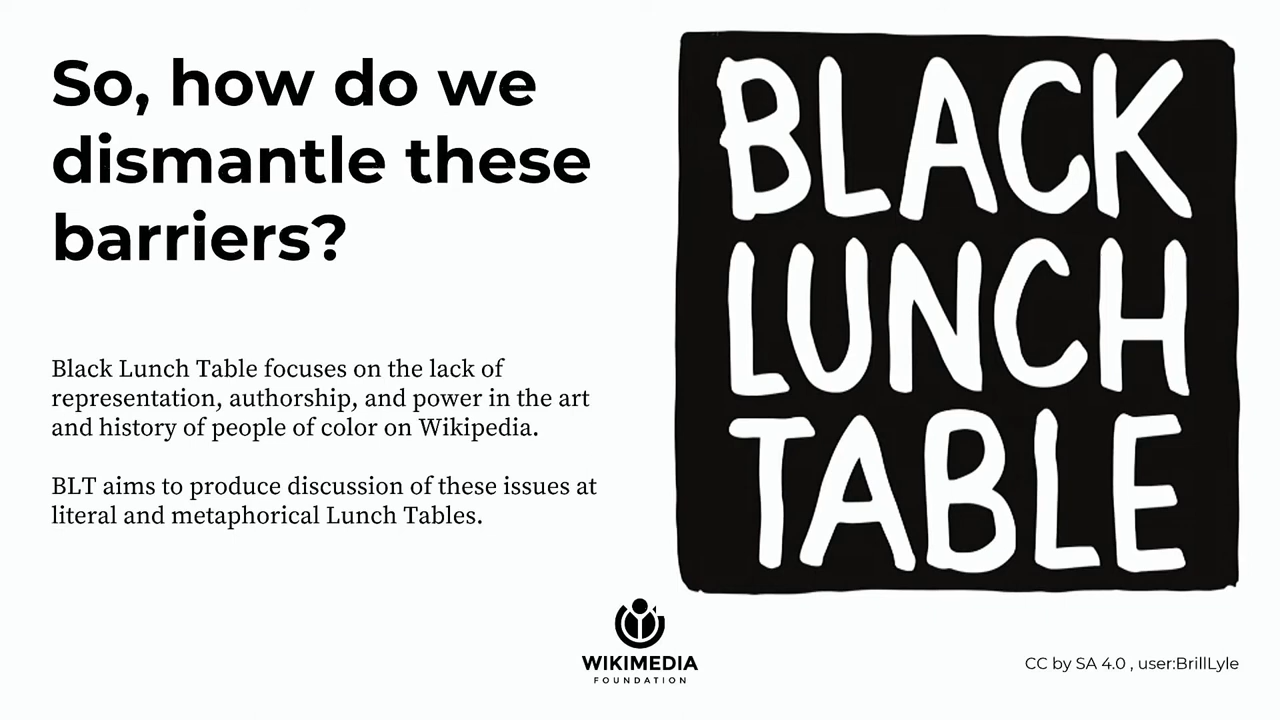 So, how do we
dismantle these
barriers?
Black Lunch Table focuses on the lack of
representation, authorship, and power in the art
and history of people of color on Wikipedia.
BLT aims to produce discussion of these issues at
literal and metaphorical Lunch Tables.
BLACK
LUNCH
TABLE
WIKIMEDIA
FOUNDATION
CC by SA 4.0 , user:BrillLyle